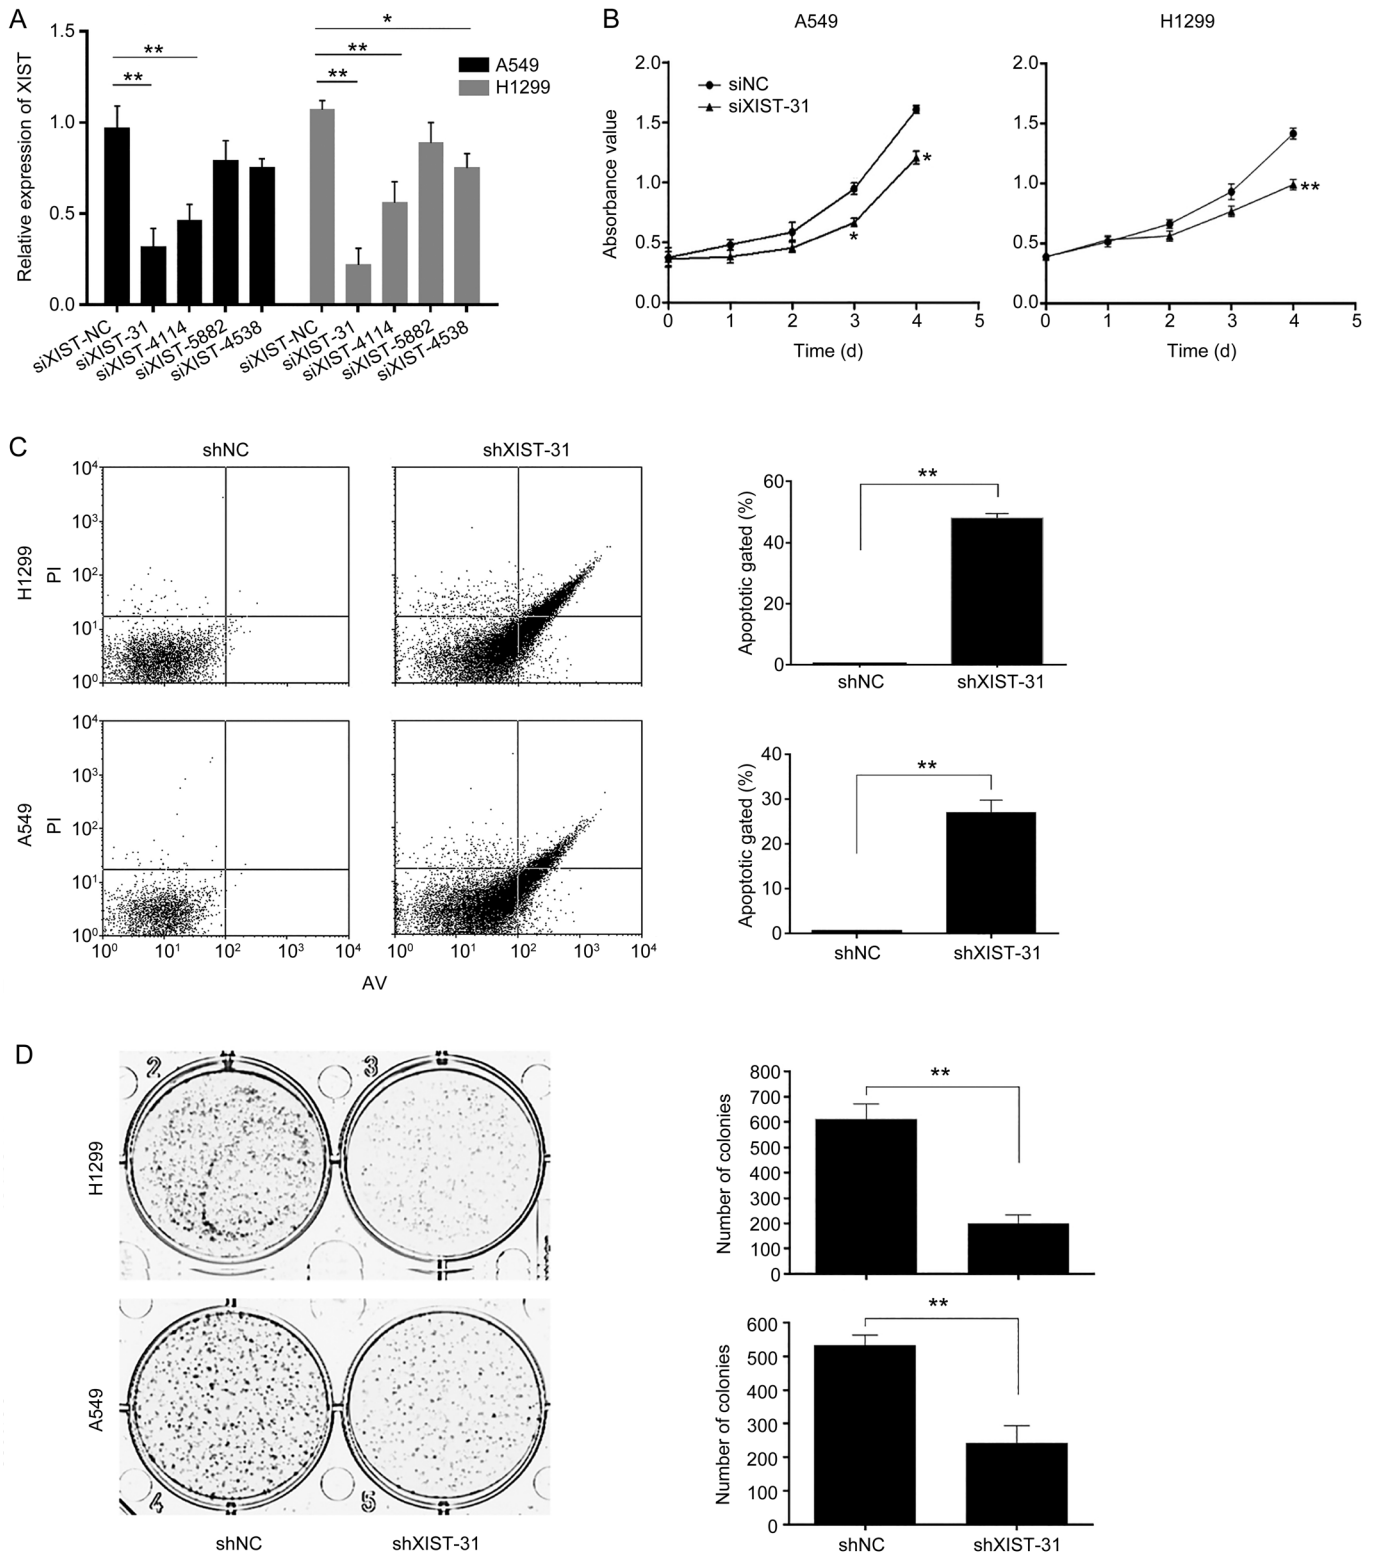 A
Relative expression of XIST
1.5
1.0
0.5
0.0
**
**
*
**
**
A549
H1299
siXIST-NC
siXIST-31
siXIST-4114
siXIST-5882
siXIST-4538
siXIST-NC
siXIST-31
siXIST-4114
siXIST-5882
siXIST-4538
B
A549
Absorbance value
2.0
1.5
1.0
0.5
0.0
siNC
siXIST-31
*
*
0 1 2 3 4 5
Time (d)
H1299
2.0
1.5
1.0
0.5
0.0
**
0 1 2 3 4 5
Time (d)
C
shNC
shXIST-31
H1299
PI
10⁴
10³
10²
10¹
10⁰
A549
PI
10⁴
10³
10²
10¹
10⁰
10⁰ 10¹ 10² 10³ 10⁴
10⁰ 10¹ 10² 10³ 10⁴
AV
Apoptotic gated (%)
60
40
20
0
**
shNC shXIST-31
Apoptotic gated (%)
40
30
20
10
0
**
shNC shXIST-31
D
H1299
2
3
A549
4
5
shNC
shXIST-31
Number of colonies
800
700
600
500
400
300
200
100
0
**
Number of colonies
600
500
400
300
200
100
0
**
shNC shXIST-31